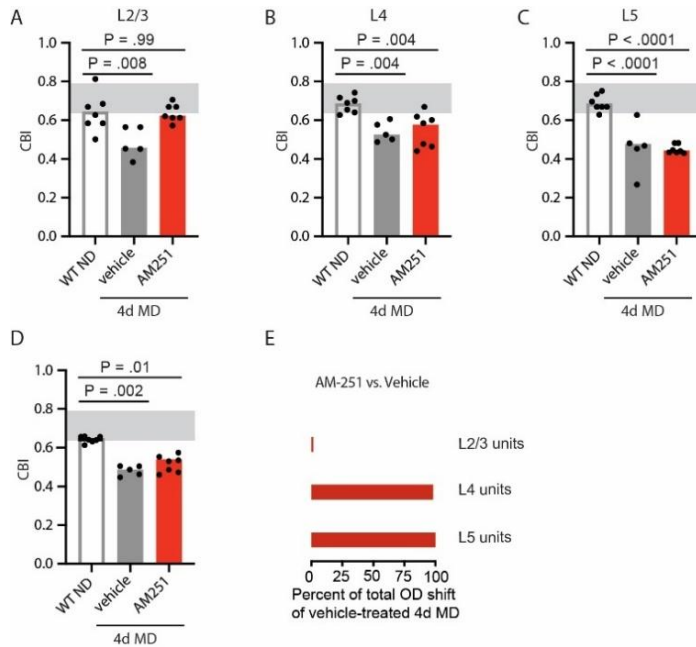 A
L2/3
P = .99
P = .008
CBI
1.0
0.8
0.6
0.4
0.2
0.0
WT ND
vehicle
AM251
4d MD
B
L4
P = .004
P = .004
CBI
1.0
0.8
0.6
0.4
0.2
0.0
WT ND
vehicle
AM251
4d MD
C
L5
P < .0001
P < .0001
CBI
1.0
0.8
0.6
0.4
0.2
0.0
WT ND
vehicle
AM251
4d MD
D
P = .01
P = .002
CBI
1.0
0.8
0.6
0.4
0.2
0.0
WT ND
vehicle
AM251
4d MD
E
AM-251 vs. Vehicle
L2/3 units
L4 units
L5 units
0 25 50 75 100
Percent of total OD shift
of vehicle-treated 4d MD